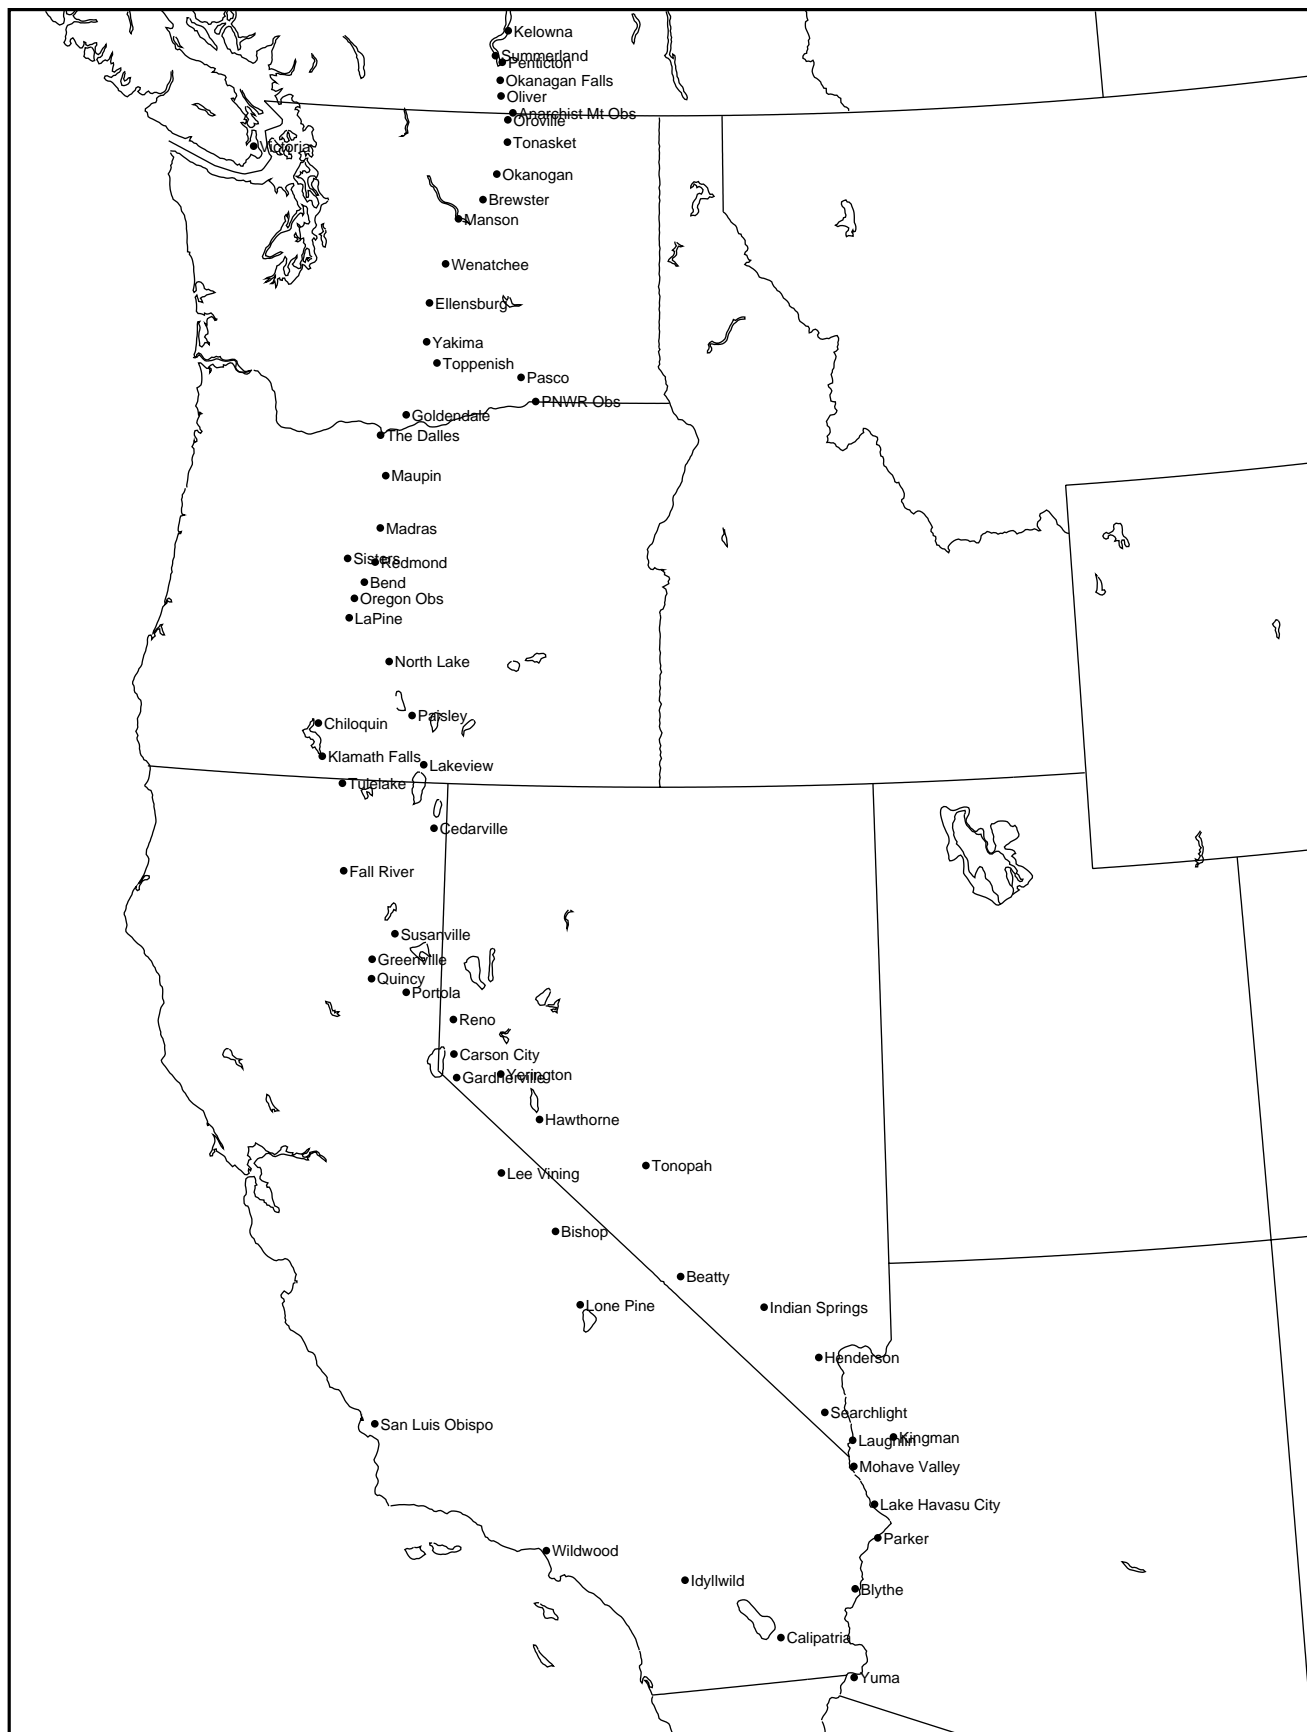 Kelowna
Summerland
Penticton
Okanagan Falls
Oliver
Anarchist Mt Obs
Oroville
Tonasket
Victoria
Okanogan
Brewster
Manson
Wenatchee
Ellensburg
Yakima
Toppenish
Pasco
PNWR Obs
Goldendale
The Dalles
Maupin
Madras
Sisters
Redmond
Bend
Oregon Obs
LaPine
North Lake
Paisley
Chiloquin
Klamath Falls
Lakeview
Tulelake
Cedarville
Fall River
Susanville
Greenville
Quincy
Portola
Reno
Carson City
Yerington
Gardnerville
Hawthorne
Tonopah
Lee Vining
Bishop
Beatty
Lone Pine
Indian Springs
Henderson
Searchlight
San Luis Obispo
Kingman
Laughlin
Mohave Valley
Lake Havasu City
Parker
Wildwood
Idyllwild
Blythe
Calipatria
Yuma